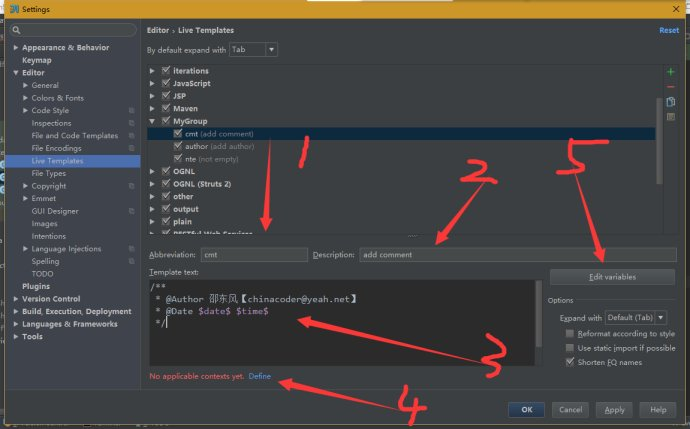 Settings
Editor › Live Templates
Reset
By default expand with Tab
Appearance & Behavior
Keymap
Editor
General
Colors & Fonts
Code Style
Inspections
File and Code Templates
File Encodings
Live Templates
File Types
Copyright
Emmet
GUI Designer
Images
Intentions
Language Injections
Spelling
TODO
Plugins
Version Control
Build, Execution, Deployment
Languages & Frameworks
Tools
iterations
JavaScript
JSP
Maven
MyGroup
cmt (add comment)
author (add author)
nte (not empty)
OGNL
OGNL (Struts 2)
other
output
plain
RESTful Web Services
1
2
5
Abbreviation: cmt
Description: add comment
Template text:
/**
* @Author 邵东风【chinacoder@yeah.net】
* @Date $date$ $time$
*/
3
Edit variables
Options
Expand with Default (Tab)
Reformat according to style
Use static import if possible
Shorten FQ names
No applicable contexts yet. Define
4
OK
Cancel
Apply
Help